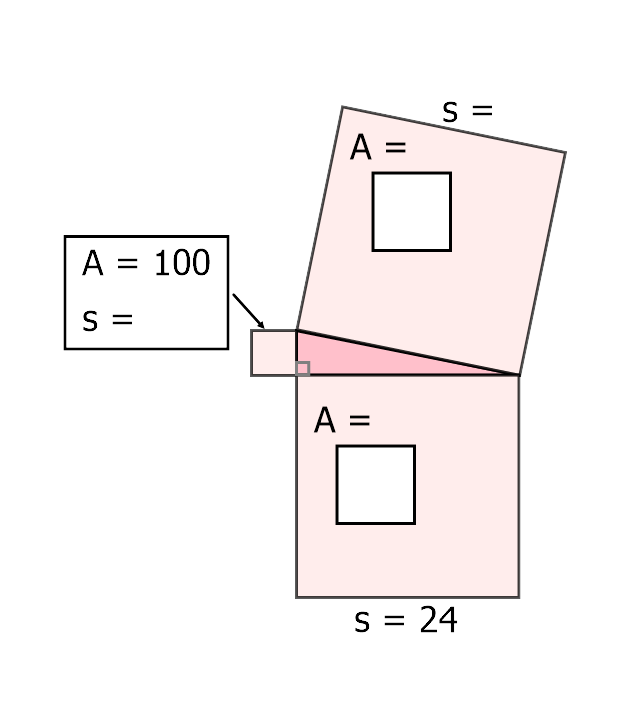 s =
A =
A = 100
s =
A =
s = 24